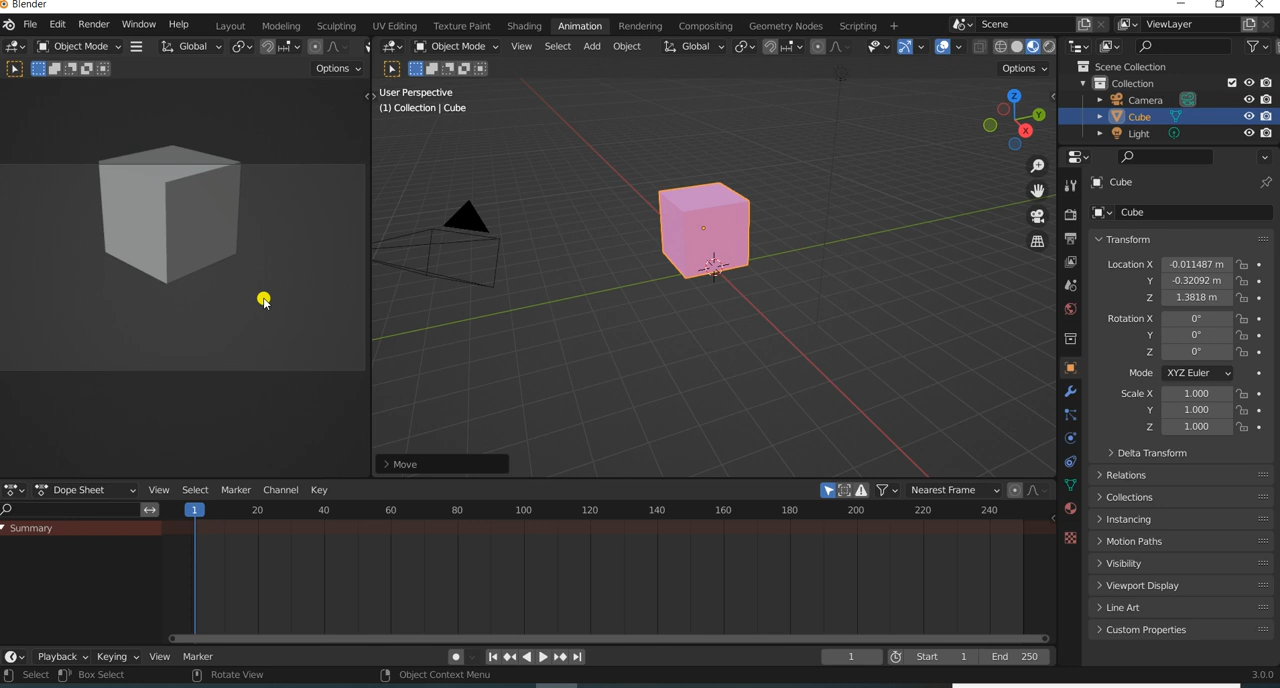 Blender
File Edit Render Window Help Layout Modeling Sculpting UV Editing Texture Paint Shading Animation Rendering Compositing Geometry Nodes Scripting + Scene ViewLayer
Object Mode Global Object Mode View Select Add Object Global
Options Options
User Perspective
(1) Collection | Cube
Z
Y
X
Scene Collection
Collection
Camera
Cube
Light
Cube
Cube
Transform
Location X -0.011487 m
Y -0.32092 m
Z 1.3818 m
Rotation X 0°
Y 0°
Z 0°
Mode XYZ Euler
Scale X 1.000
Y 1.000
Z 1.000
Delta Transform
Relations
Collections
Instancing
Motion Paths
Visibility
Viewport Display
Line Art
Custom Properties
Move
Dope Sheet View Select Marker Channel Key Nearest Frame
1 20 40 60 80 100 120 140 160 180 200 220 240
Summary
Playback Keying View Marker 1 Start 1 End 250
Select Box Select Rotate View Object Context Menu 3.0.0